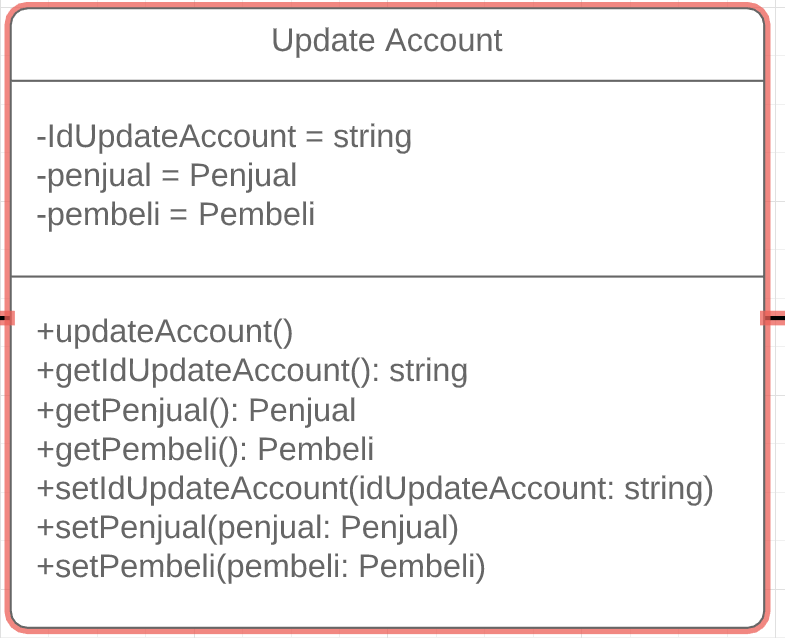 Update Account
-IdUpdateAccount = string
-penjual = Penjual
-pembeli = Pembeli
+updateAccount()
+getIdUpdateAccount(): string
+getPenjual(): Penjual
+getPembeli(): Pembeli
+setIdUpdateAccount(idUpdateAccount: string)
+setPenjual(penjual: Penjual)
+setPembeli(pembeli: Pembeli)